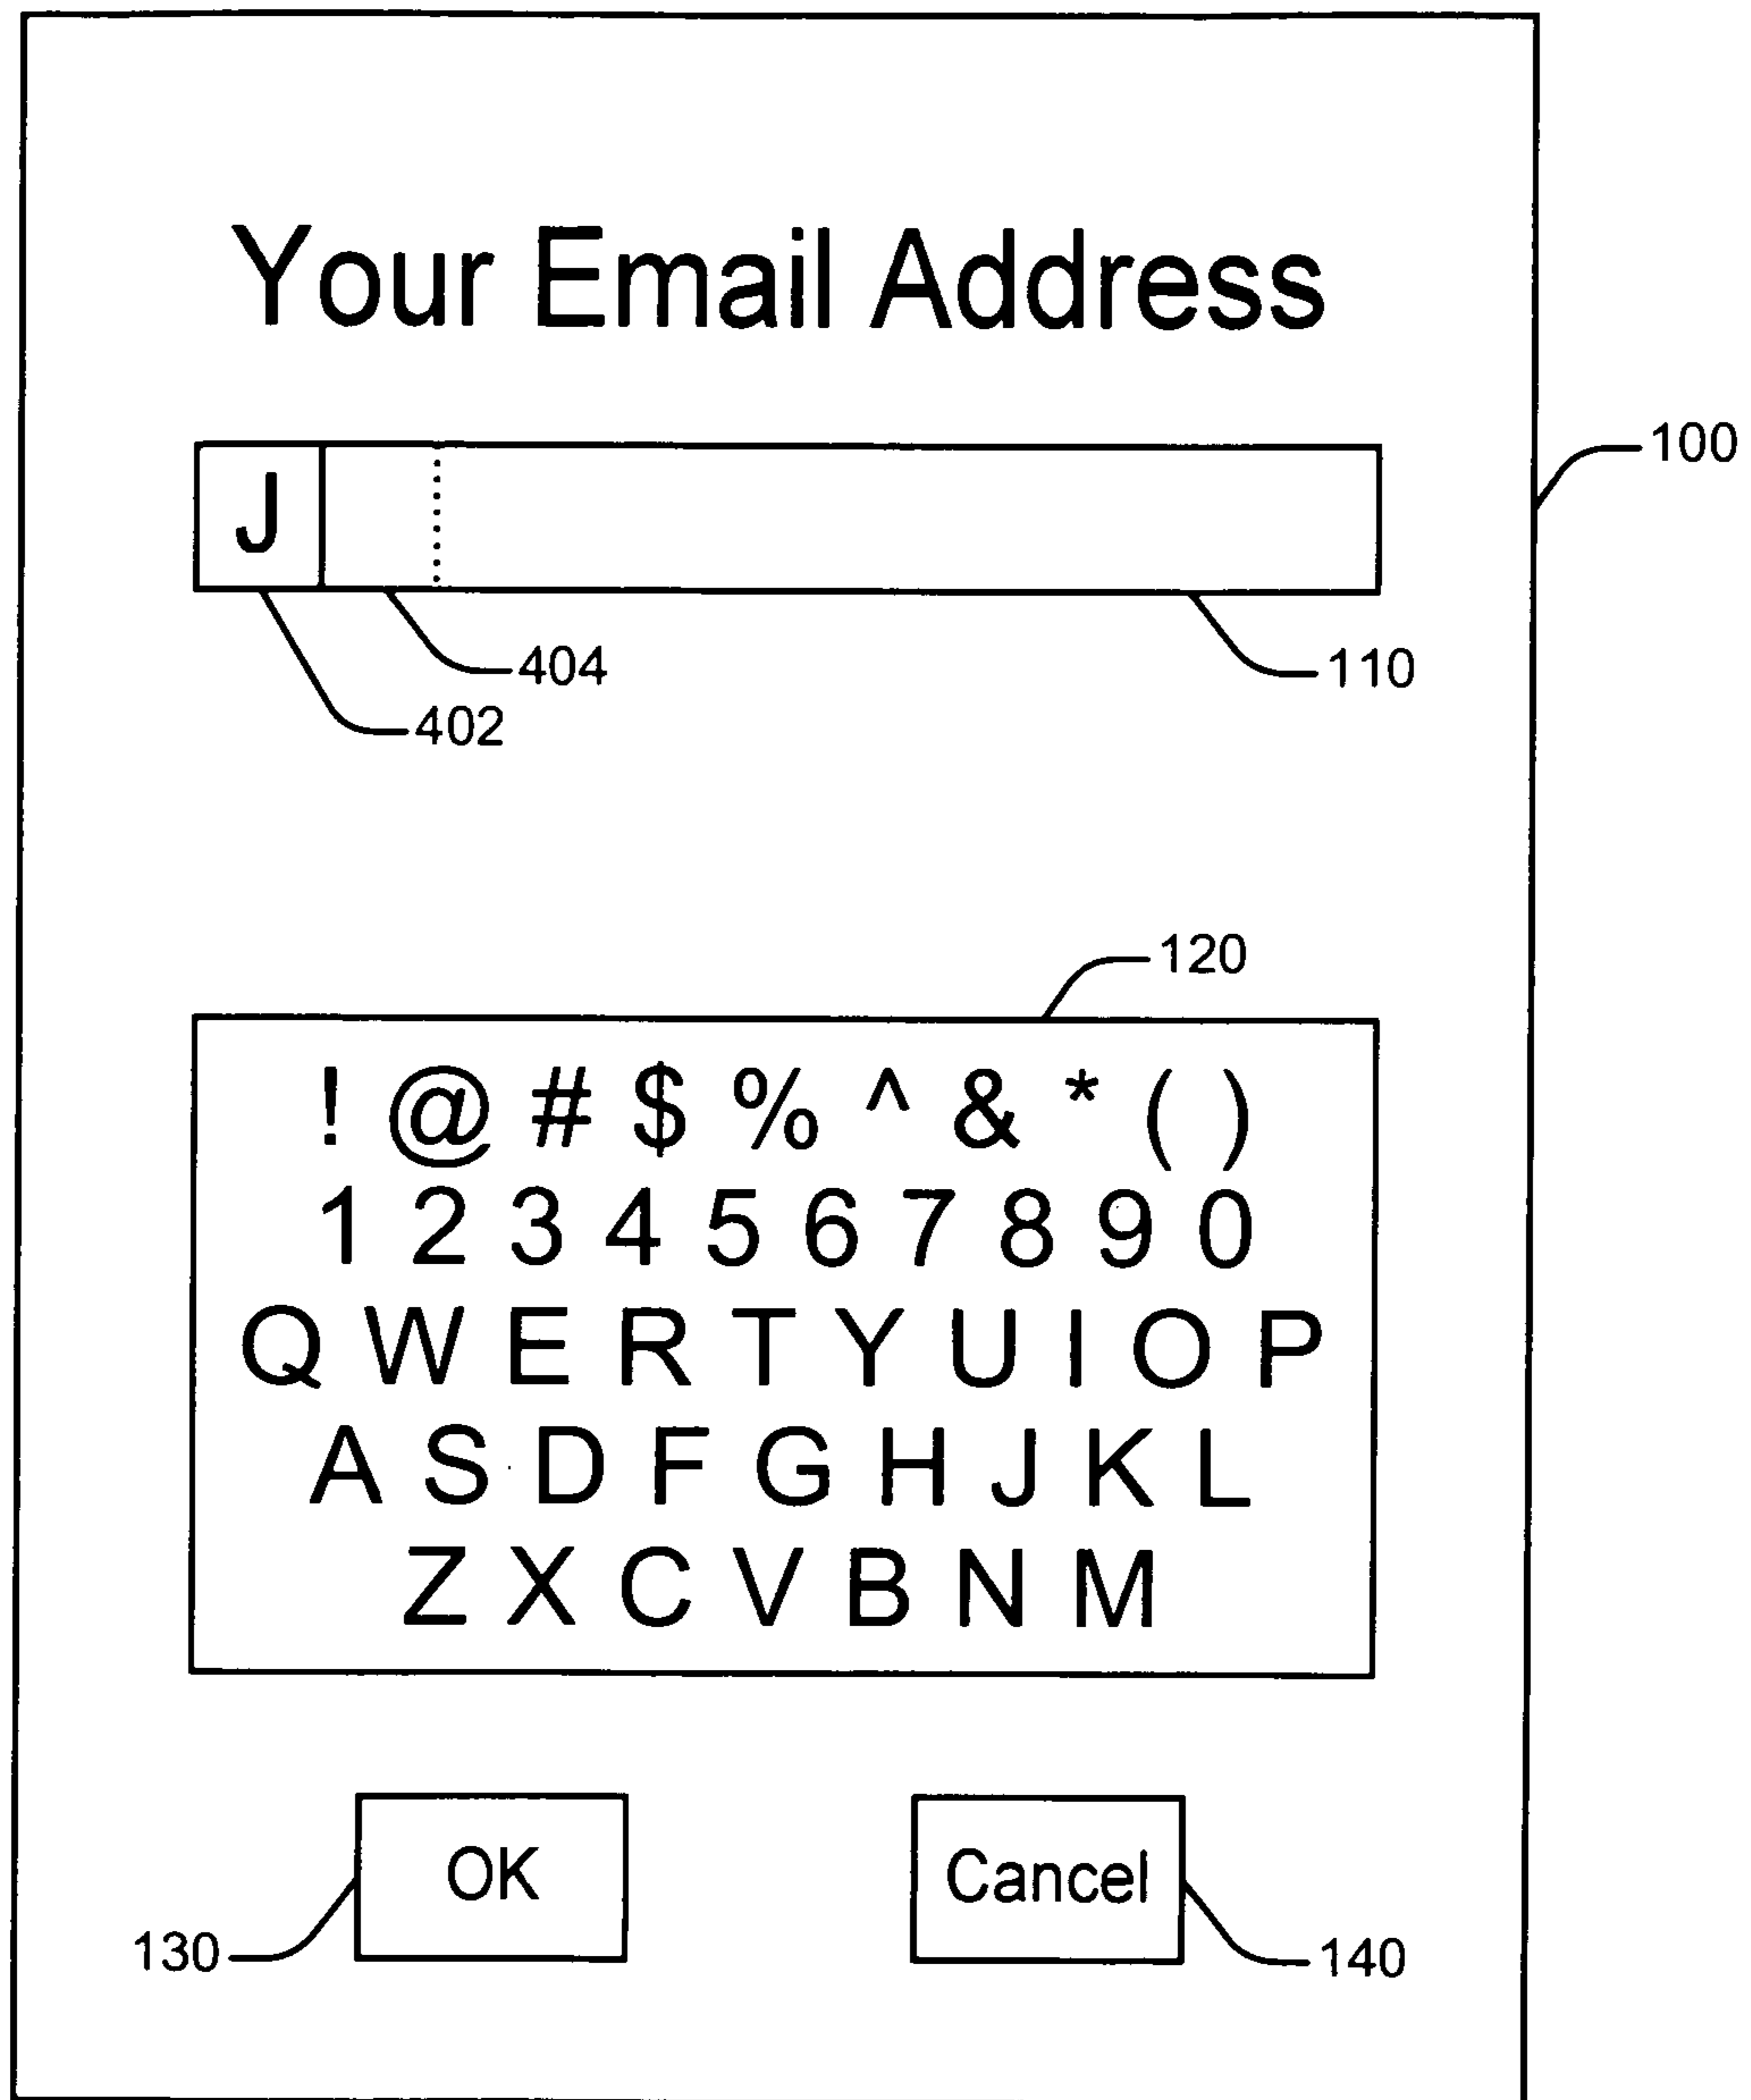 Your Email Address
100
J
404
110
402
120
! @ # $ % ^ & * ( )
1 2 3 4 5 6 7 8 9 0
Q W E R T Y U I O P
A S D F G H J K L
Z X C V B N M
OK
Cancel
130
140